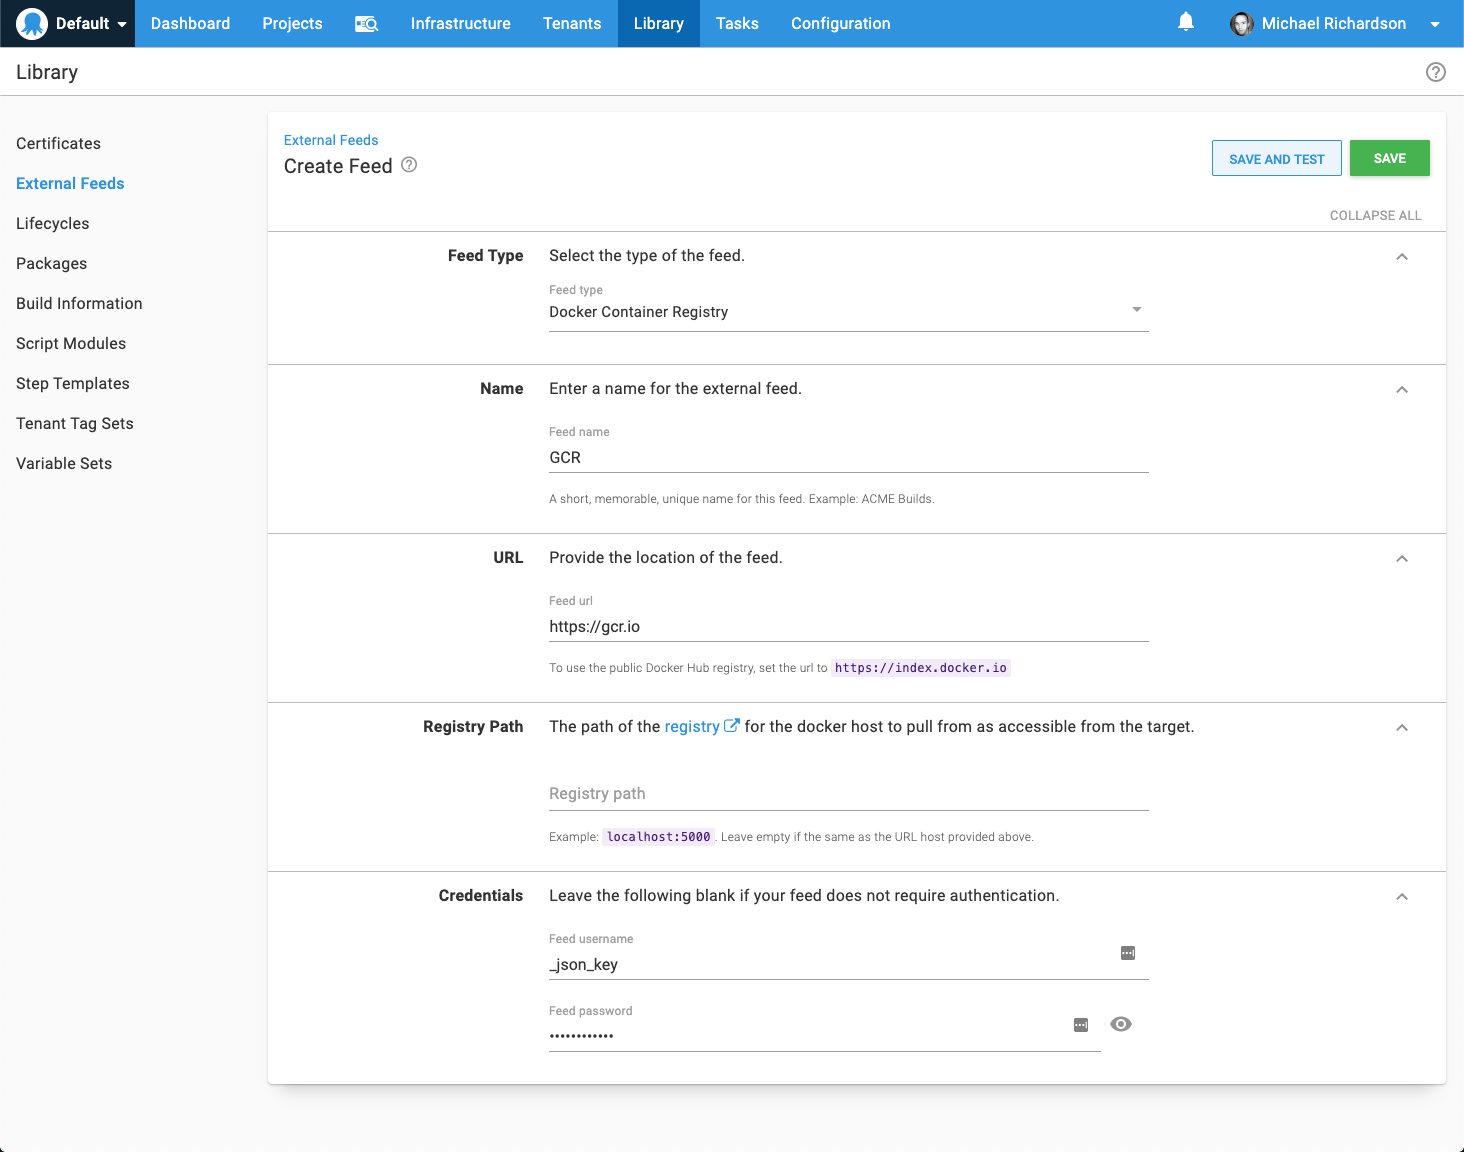 Default Dashboard Projects Infrastructure Tenants Library Tasks Configuration Michael Richardson
Library
Certificates
External Feeds
Lifecycles
Packages
Build Information
Script Modules
Step Templates
Tenant Tag Sets
Variable Sets
External Feeds
Create Feed
SAVE AND TEST
SAVE
COLLAPSE ALL
Feed Type Select the type of the feed.
Feed type
Docker Container Registry
Name Enter a name for the external feed.
Feed name
GCR
A short, memorable, unique name for this feed. Example: ACME Builds.
URL Provide the location of the feed.
Feed url
https://gcr.io
To use the public Docker Hub registry, set the url to https://index.docker.io
Registry Path The path of the registry for the docker host to pull from as accessible from the target.
Registry path
Example: localhost:5000. Leave empty if the same as the URL host provided above.
Credentials Leave the following blank if your feed does not require authentication.
Feed username
_json_key
Feed password
••••••••••••